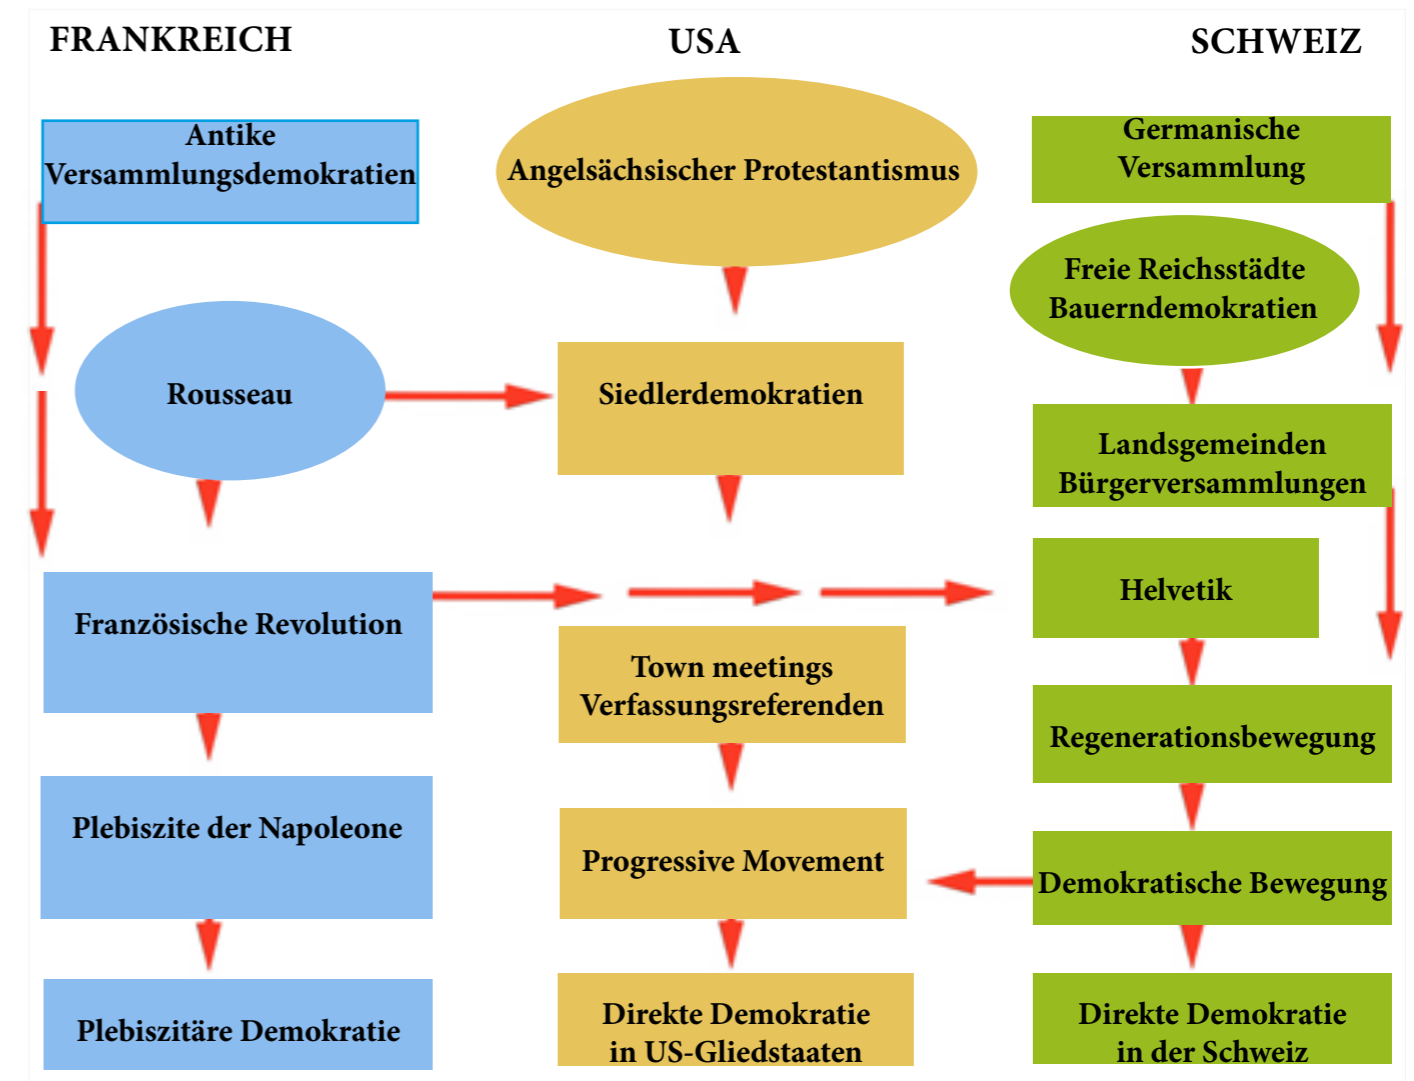 FRANKREICH
USA
SCHWEIZ
Antike
Versammlungsdemokratien
Rousseau
Französische Revolution
Plebiszite der Napoleone
Plebiszitäre Demokratie
Angelsächsischer Protestantismus
Siedlerdemokratien
Town meetings
Verfassungsreferenden
Progressive Movement
Direkte Demokratie
in US-Gliedstaaten
Germanische
Versammlung
Freie Reichsstädte
Bauerndemokratien
Landsgemeinden
Bürgerversammlungen
Helvetik
Regenerationsbewegung
Demokratische Bewegung
Direkte Demokratie
in der Schweiz